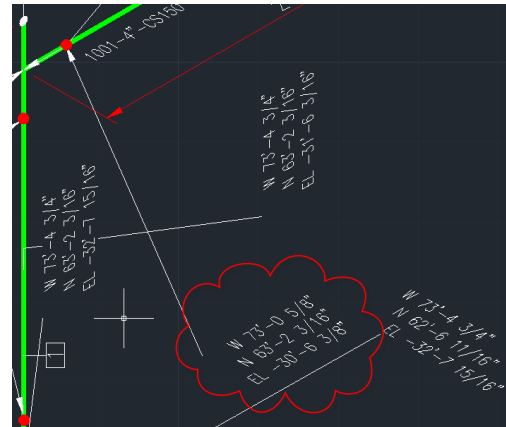 1001-4"-CS150
W 73'-4 3/4"
N 63'-2 3/16"
EL -31'-6 3/16"
W 73'-4 3/4"
N 63'-2 3/16"
EL -32'-7 15/16"
W 73'-0 5/8"
N 63'-2 3/16"
EL -30'-6 3/8"
W 73'-4 3/4"
N 62'-6 11/16"
EL -32'-7 15/16"
1